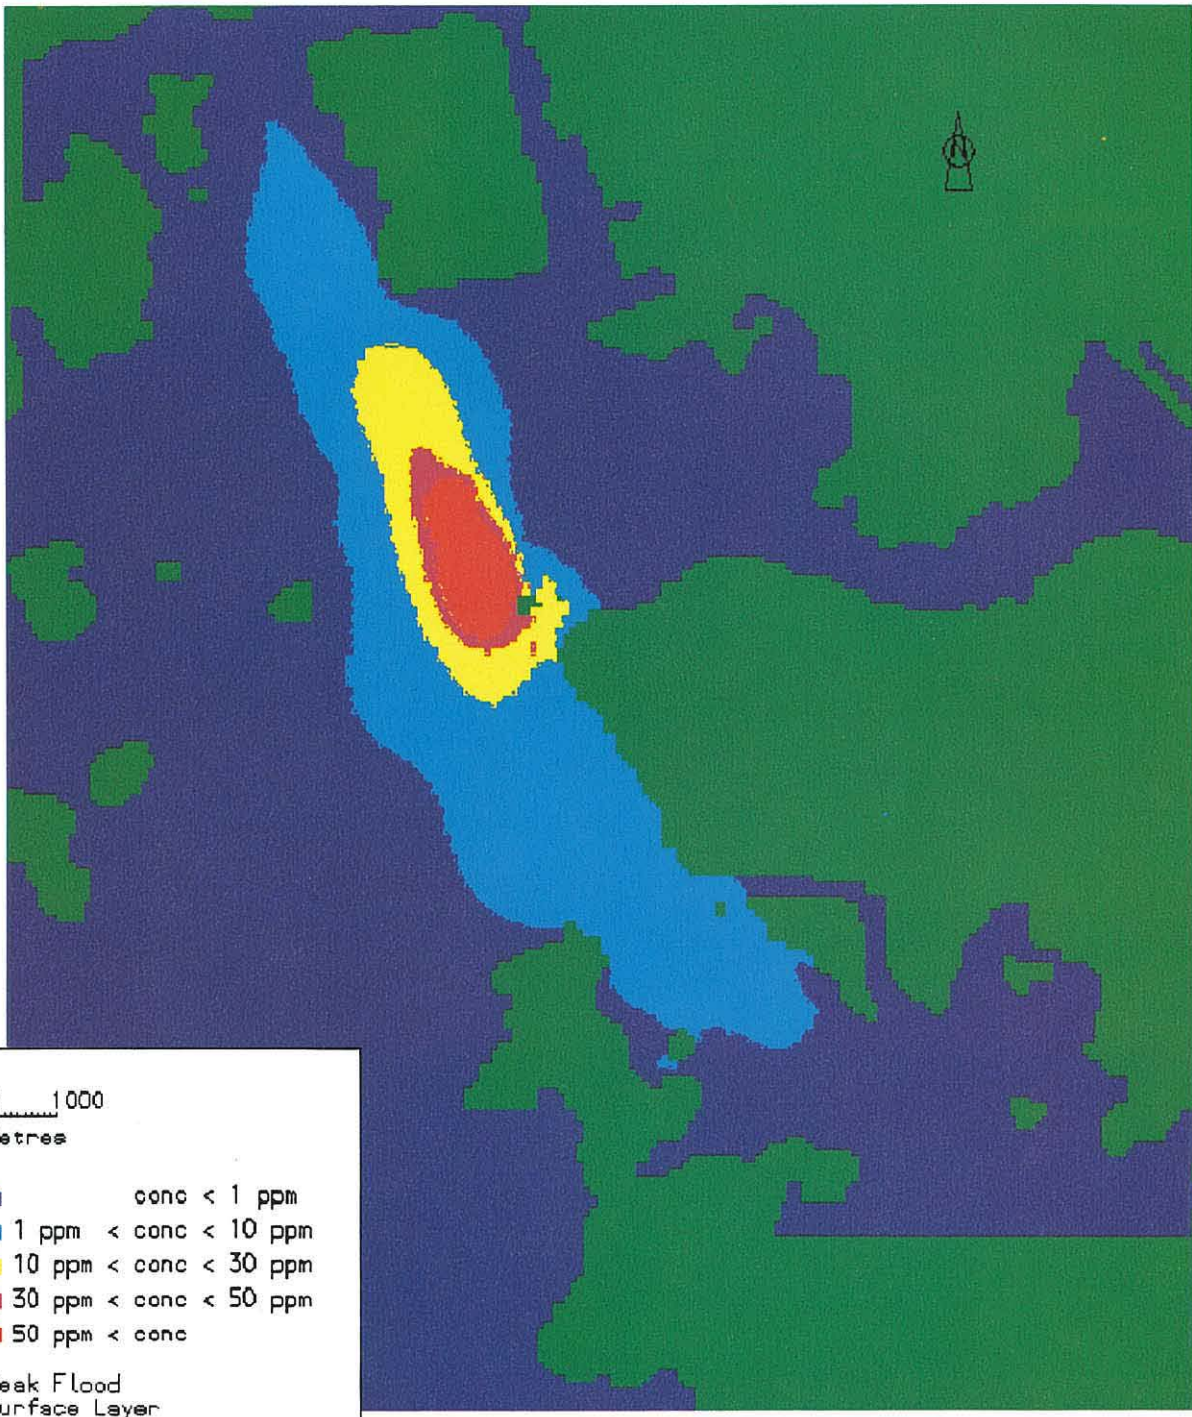 N
1000
etres
conc < 1 ppm
1 ppm < conc < 10 ppm
10 ppm < conc < 30 ppm
30 ppm < conc < 50 ppm
50 ppm < conc
eak Flood
urface Layer